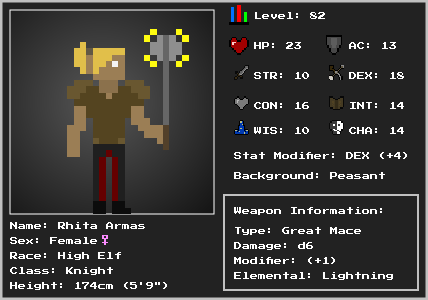 Level: 82
HP: 23 AC: 13
STR: 10 DEX: 18
CON: 16 INT: 14
WIS: 10 CHA: 14
Stat Modifier: DEX (+4)
Background: Peasant
Name: Rhita Armas
Sex: Female♀
Race: High Elf
Class: Knight
Height: 174cm (5'9")
Weapon Information:
Type: Great Mace
Damage: d6
Modifier: (+1)
Elemental: Lightning